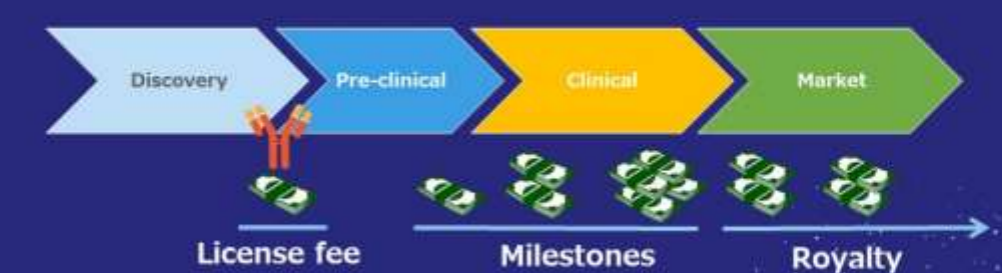 Discovery
Pre-clinical
Clinical
Market
License fee
Milestones
Royalty